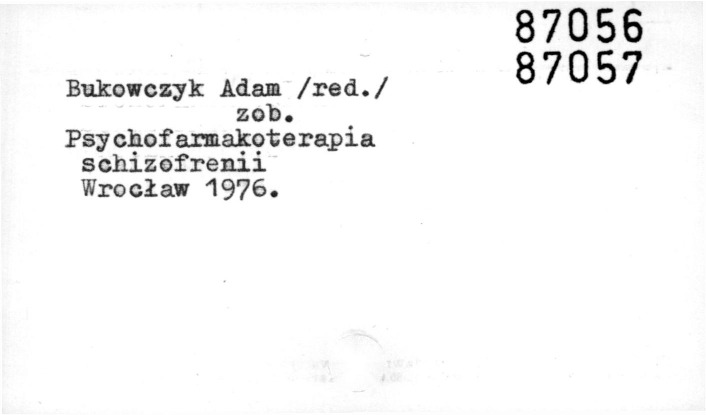 87056
87057
Bukowczyk Adam /red./
zob.
Psychofarmakoterapia
schizofrenii
Wrocław 1976.